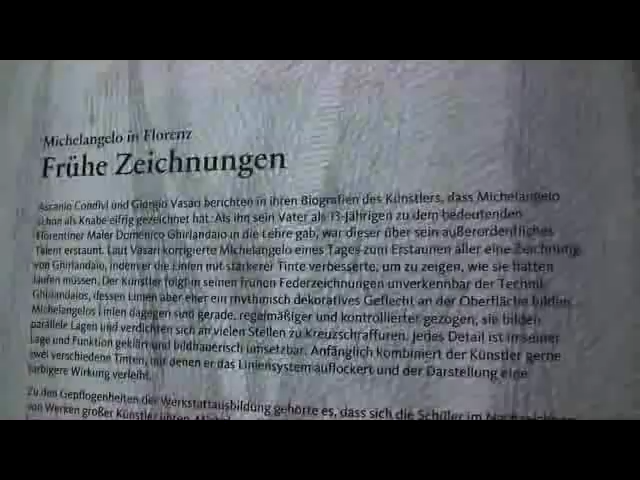 Michelangelo in Florenz
Frühe Zeichnungen
Ascanio Condivi und Giorgio Vasari berichten in ihren Biografien des Künstlers, dass Michelangelo
schon als Knabe eifrig gezeichnet hat. Als ihn sein Vater als 13-Jährigen zu dem bedeutenden
Florentiner Maler Domenico Ghirlandaio in die Lehre gab, war dieser über sein außerordentliches
Talent erstaunt. Laut Vasari korrigierte Michelangelo eines Tages zum Erstaunen aller eine Zeichnung
von Ghirlandaio, indem er die Linien mit stärkerer Tinte verbesserte, um zu zeigen, wie sie hätten
laufen müssen. Der Künstler folgt in seinen frühen Federzeichnungen unverkennbar der Technik
Ghirlandaios, dessen Linien aber eher ein rhythmisch dekoratives Geflecht an der Oberfläche bilden.
Michelangelos Linien dagegen sind gerade, regelmäßiger und kontrollierter gezogen, sie bilden
parallele Lagen und verdichten sich an vielen Stellen zu Kreuzschraffuren. Jedes Detail ist in seiner
Lage und Funktion geklärt und bildhauerisch umsetzbar. Anfänglich kombiniert der Künstler gerne
zwei verschiedene Tinten, mit denen er das Liniensystem auflockert und der Darstellung eine
farbigere Wirkung verleiht.
Zu den Gepflogenheiten der Werkstattausbildung gehörte es, dass sich die Schüler im Nachzeichnen
von Werken großer Künstler übten.